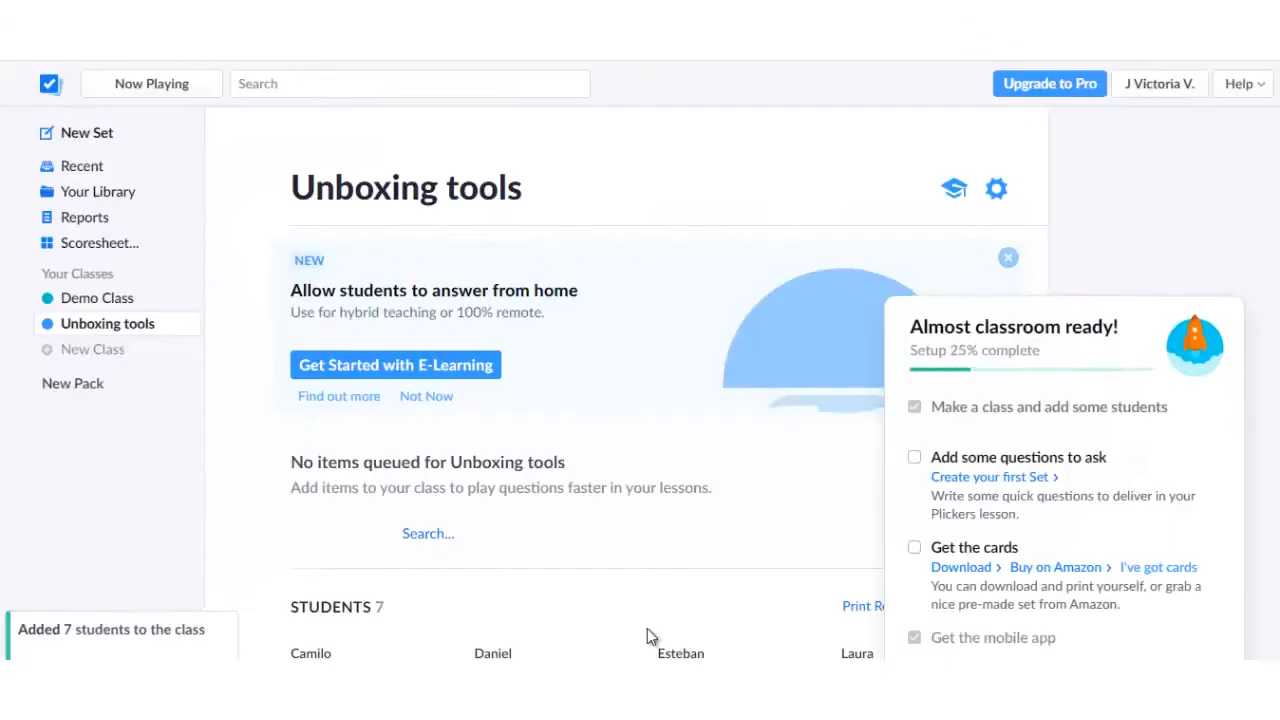 Now Playing
Search
Upgrade to Pro
J Victoria V.
Help
New Set
Recent
Your Library
Reports
Scoresheet...
Your Classes
Demo Class
Unboxing tools
New Class
New Pack
Unboxing tools
NEW
Allow students to answer from home
Use for hybrid teaching or 100% remote.
Get Started with E-Learning
Find out more Not Now
No items queued for Unboxing tools
Add items to your class to play questions faster in your lessons.
Search...
STUDENTS 7
Print Re
Camilo Daniel Esteban Laura
Almost classroom ready!
Setup 25% complete
Make a class and add some students
Add some questions to ask
Create your first Set >
Write some quick questions to deliver in your
Plickers lesson.
Get the cards
Download > Buy on Amazon > I've got cards
You can download and print yourself, or grab a
nice pre-made set from Amazon.
Get the mobile app
Added 7 students to the class